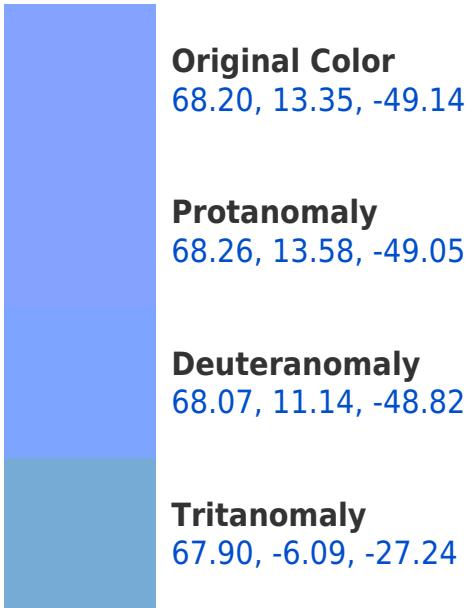 Original Color
68.20, 13.35, -49.14
Protanomaly
68.26, 13.58, -49.05
Deuteranomaly
68.07, 11.14, -48.82
Tritanomaly
67.90, -6.09, -27.24